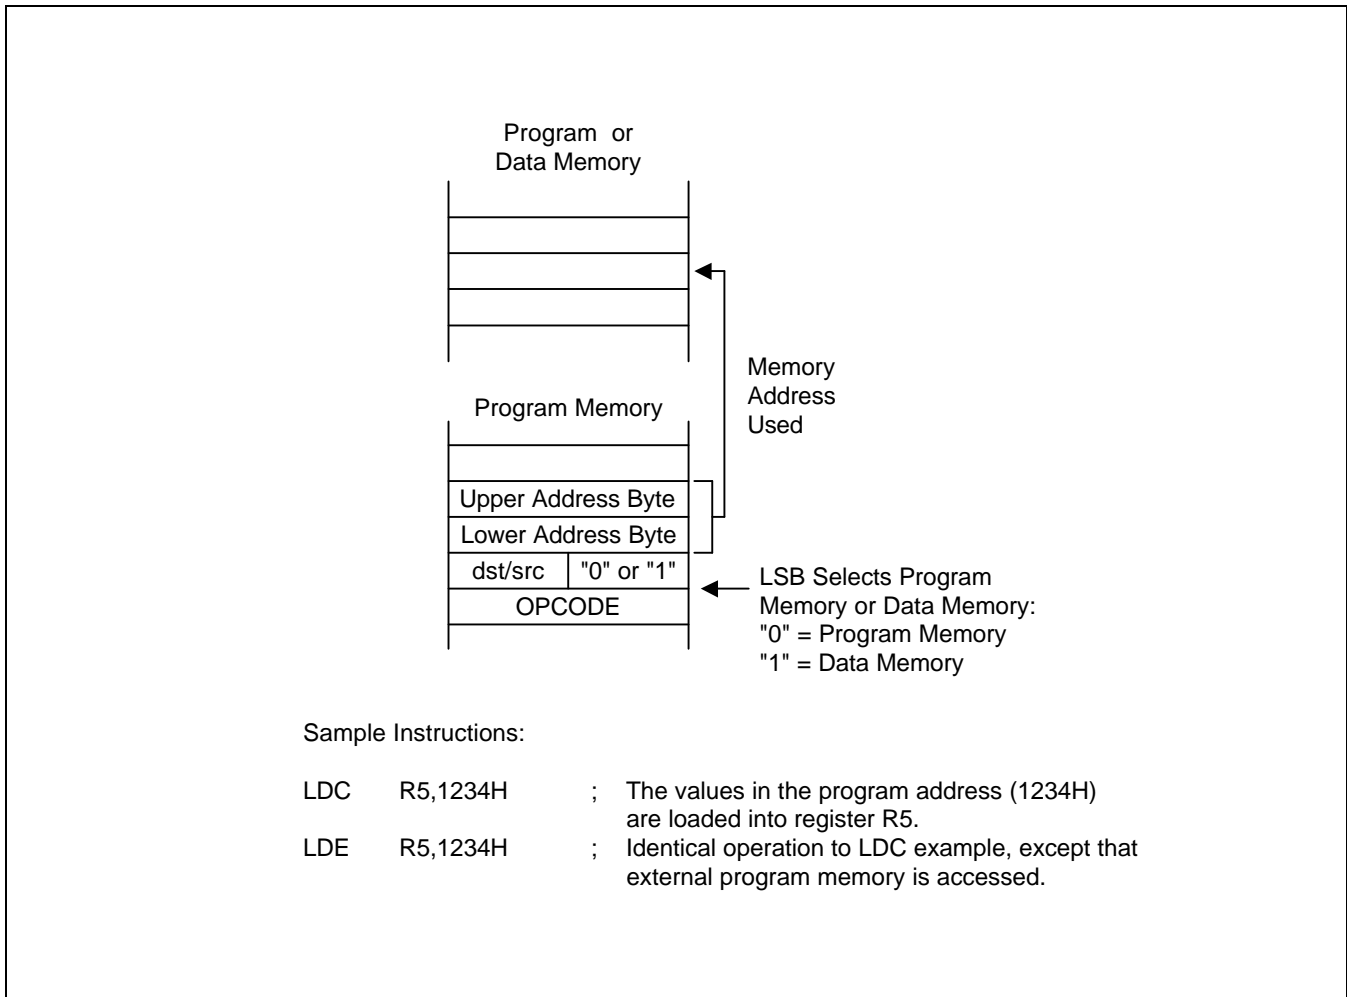 Program or
Data Memory
Memory
Address
Used
Program Memory
Upper Address Byte
Lower Address Byte
dst/src "0" or "1"
OPCODE
LSB Selects Program
Memory or Data Memory:
"0" = Program Memory
"1" = Data Memory
Sample Instructions:
LDC R5,1234H ; The values in the program address (1234H)
are loaded into register R5.
LDE R5,1234H ; Identical operation to LDC example, except that
external program memory is accessed.